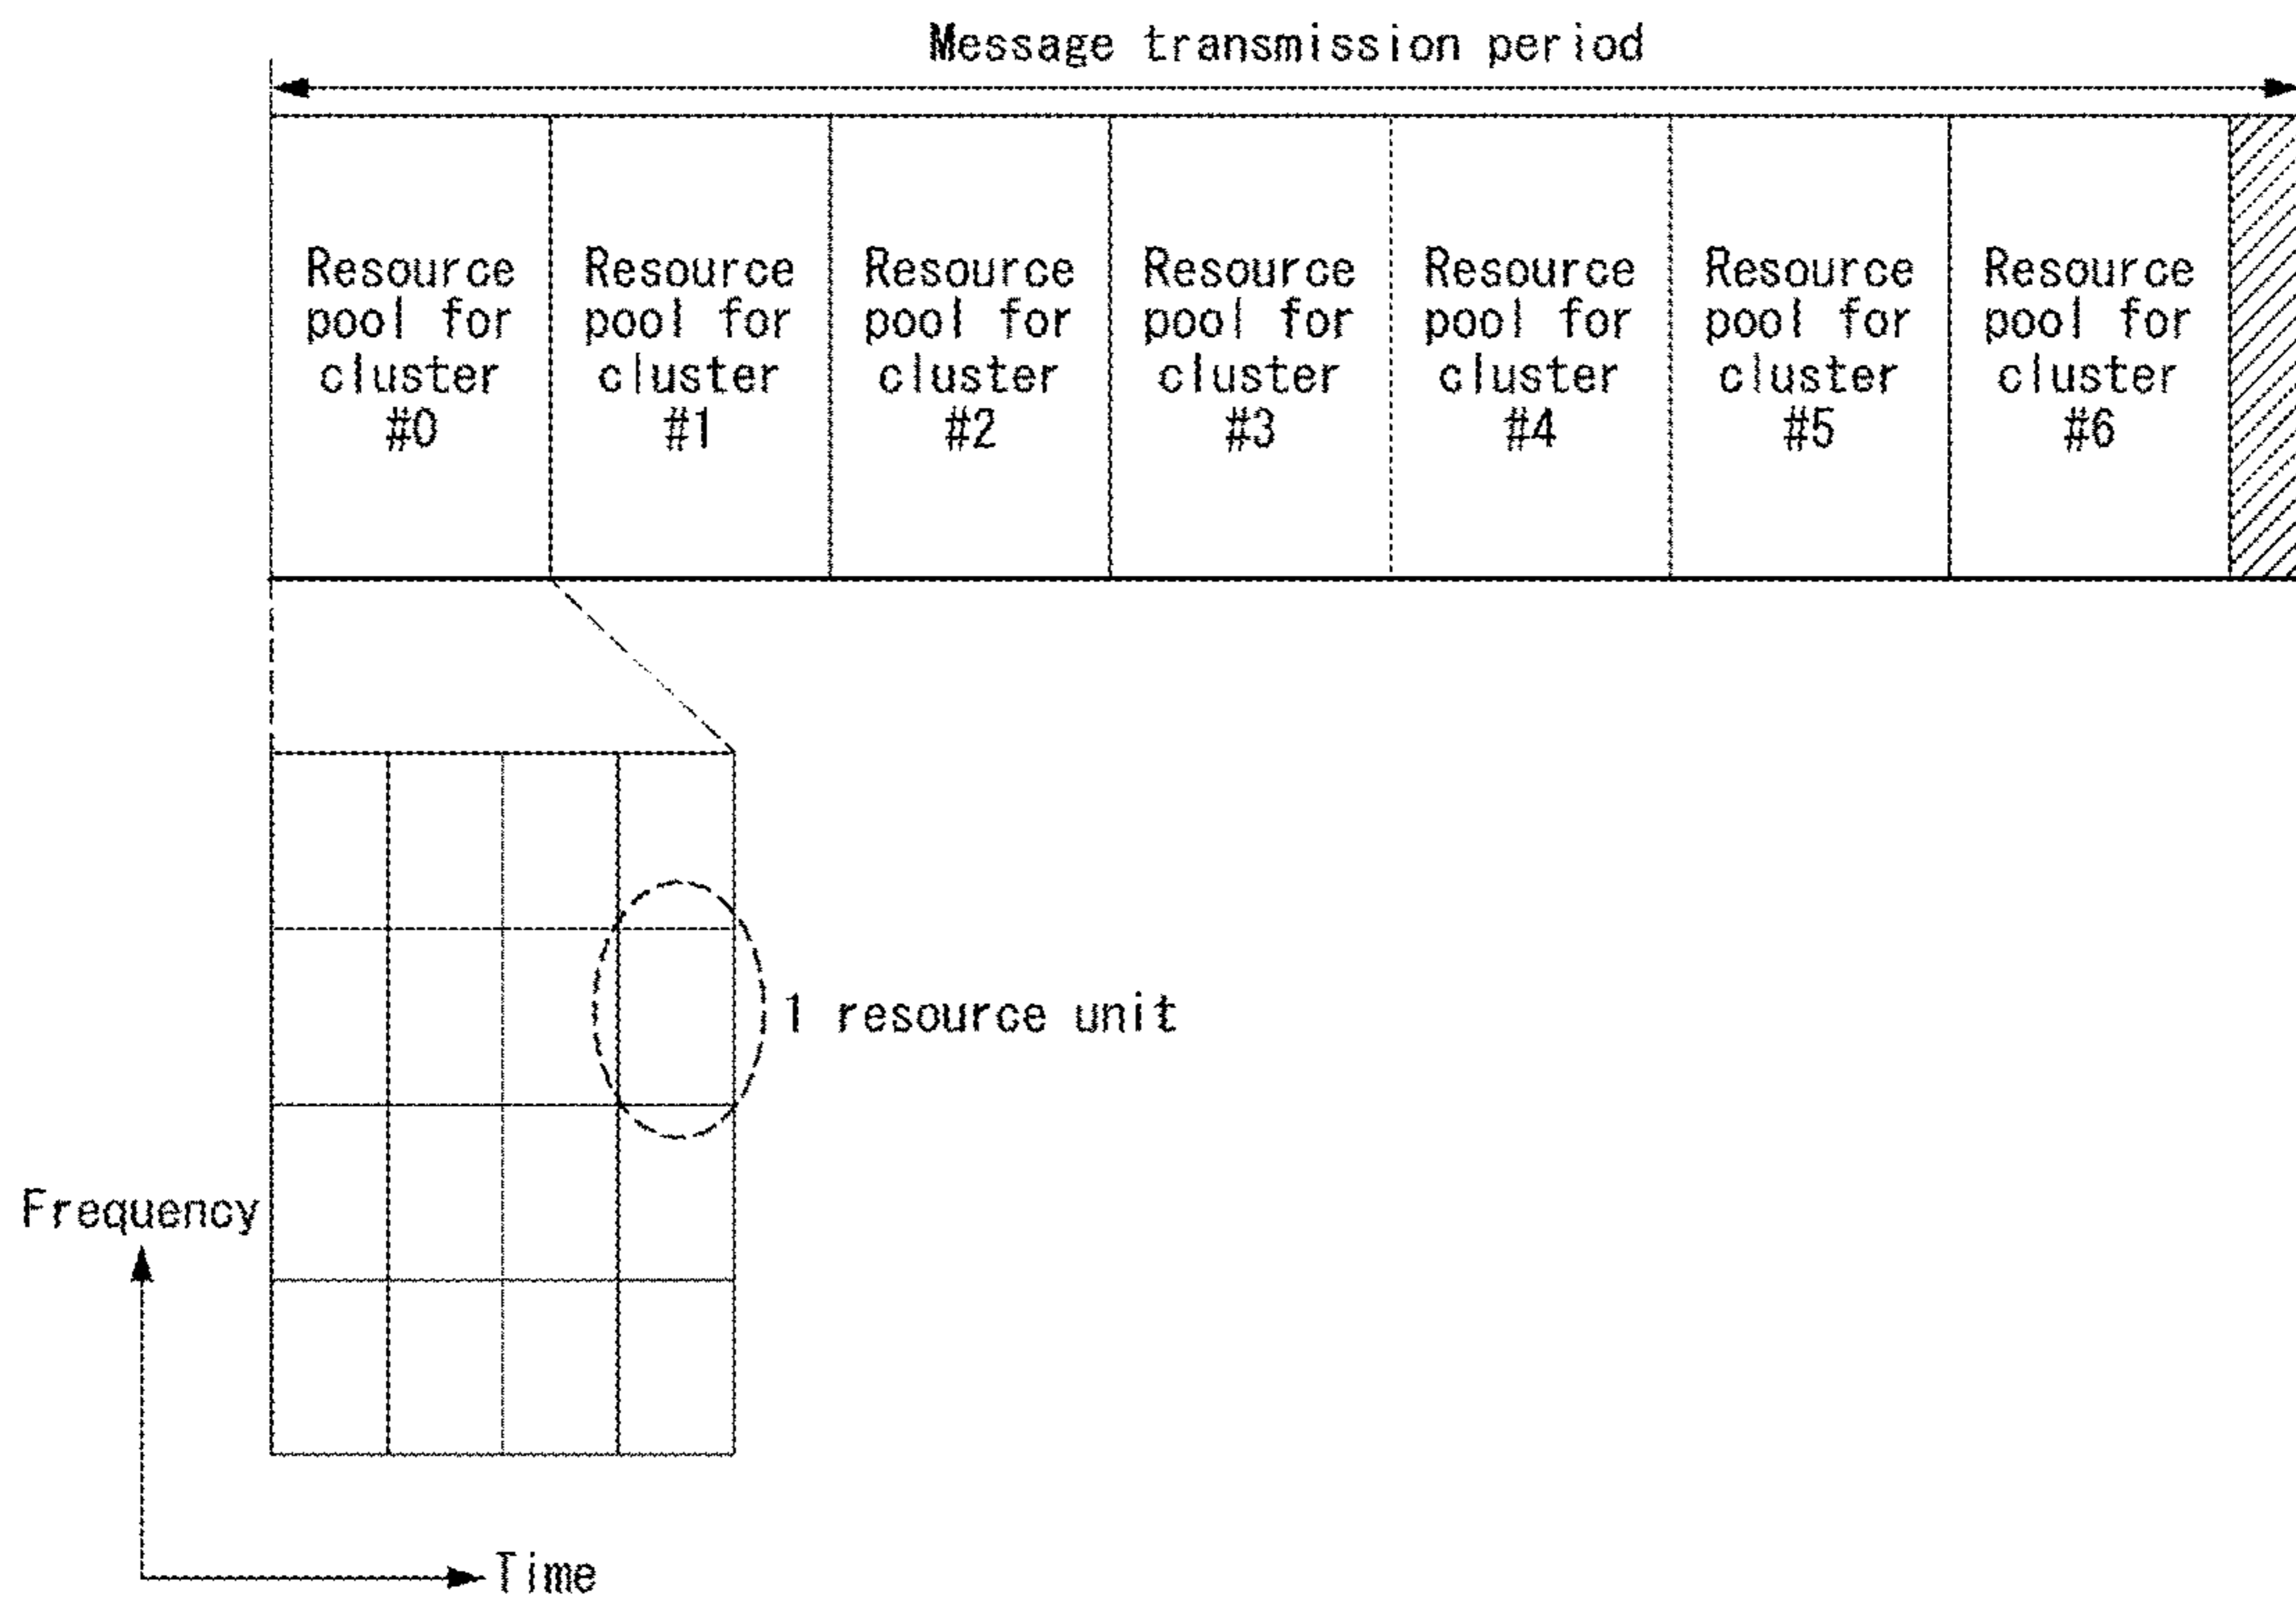 Message transmission period
Resource
pool for
cluster
#0
Resource
pool for
cluster
#1
Resource
pool for
cluster
#2
Resource
pool for
cluster
#3
Resource
pool for
cluster
#4
Resource
pool for
cluster
#5
Resource
pool for
cluster
#6
1 resource unit
Frequency
Time